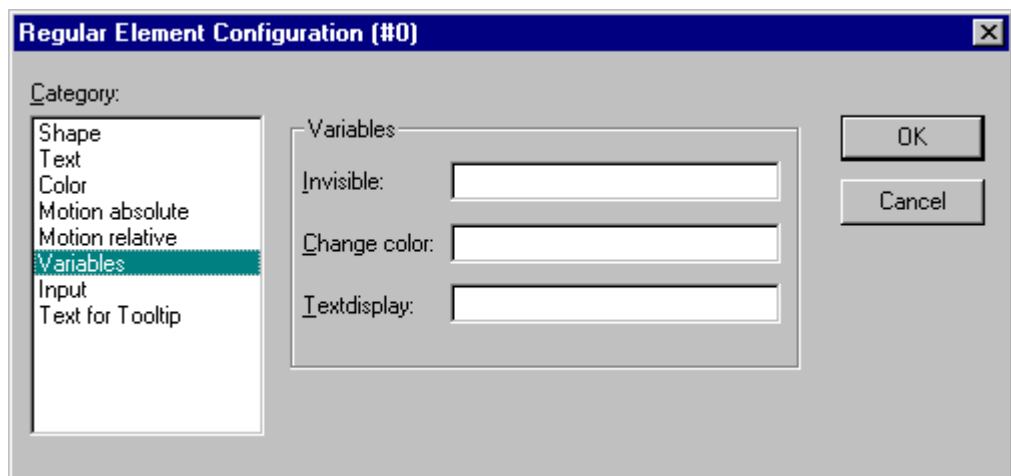 Regular Element Configuration (#0)
Category:
Shape
Text
Color
Motion absolute
Motion relative
Variables
Input
Text for Tooltip
Variables
Invisible:
Change color:
Textdisplay:
OK
Cancel